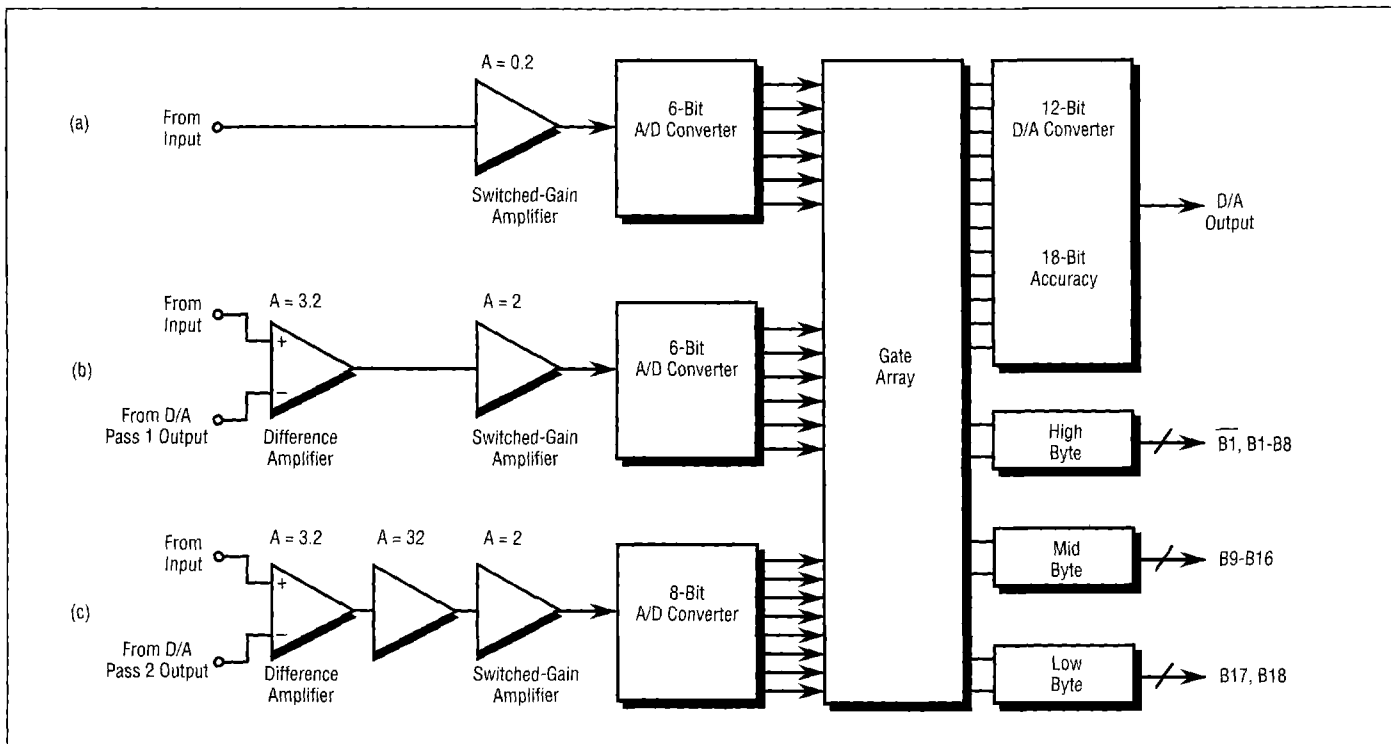 (a)
From
Input
A = 0.2
Switched-Gain
Amplifier
6-Bit
A/D Converter
(b)
From
Input
From D/A
Pass 1 Output
A = 3.2
+
−
Difference
Amplifier
A = 2
Switched-Gain
Amplifier
6-Bit
A/D Converter
(c)
From
Input
From D/A
Pass 2 Output
A = 3.2
+
−
Difference
Amplifier
A = 32
A = 2
Switched-Gain
Amplifier
8-Bit
A/D Converter
Gate
Array
12-Bit
D/A Converter
18-Bit
Accuracy
D/A
Output
High
Byte
B̅1̅, B1-B8
Mid
Byte
B9-B16
Low
Byte
B17, B18